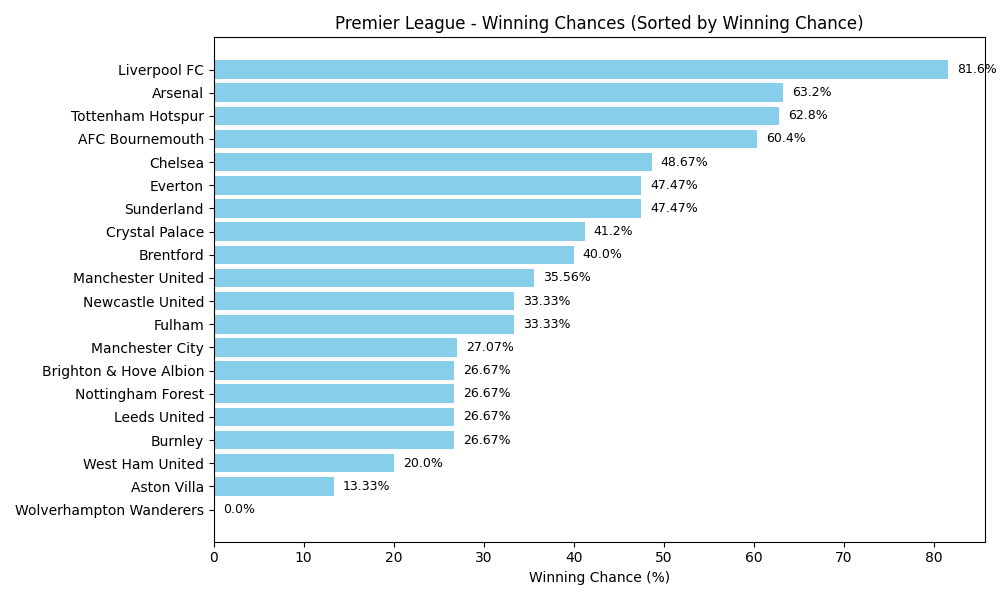 Premier League - Winning Chances (Sorted by Winning Chance)
Liverpool FC 81.6%
Arsenal 63.2%
Tottenham Hotspur 62.8%
AFC Bournemouth 60.4%
Chelsea 48.67%
Everton 47.47%
Sunderland 47.47%
Crystal Palace 41.2%
Brentford 40.0%
Manchester United 35.56%
Newcastle United 33.33%
Fulham 33.33%
Manchester City 27.07%
Brighton & Hove Albion 26.67%
Nottingham Forest 26.67%
Leeds United 26.67%
Burnley 26.67%
West Ham United 20.0%
Aston Villa 13.33%
Wolverhampton Wanderers 0.0%
0 10 20 30 40 50 60 70 80
Winning Chance (%)